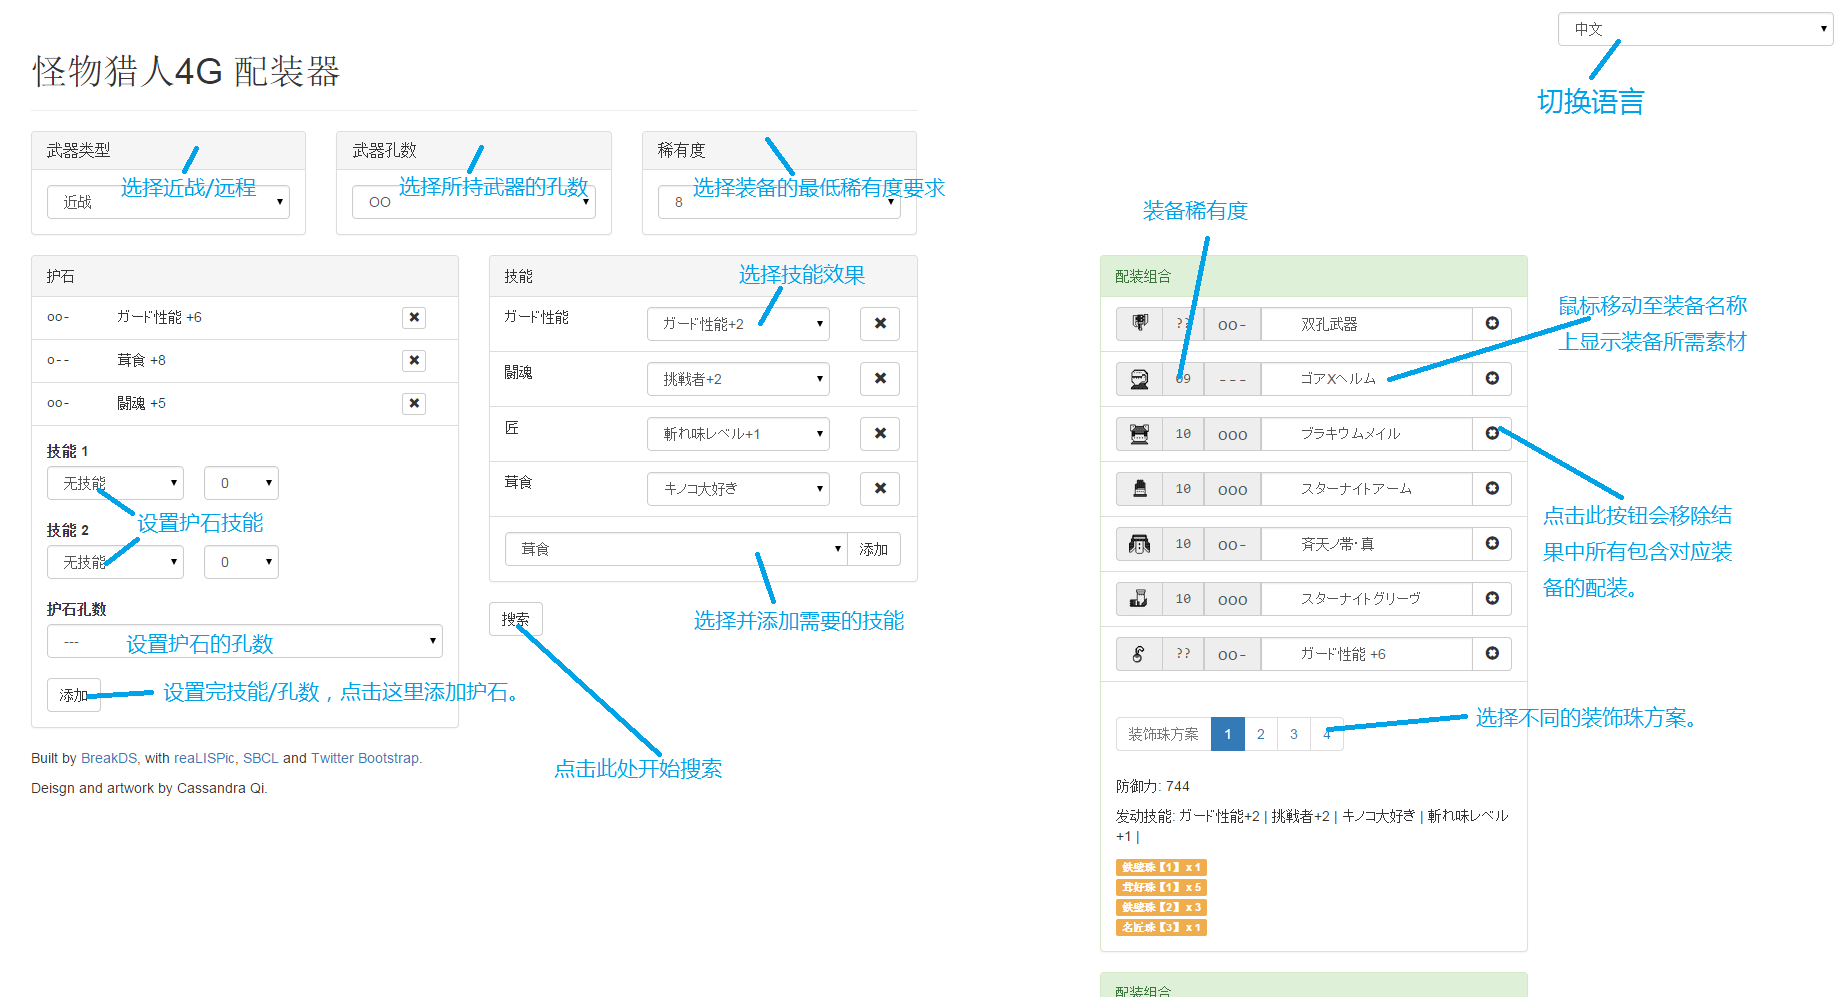 中文
切换语言
怪物猎人4G 配装器
武器类型
选择近战/远程
近战
武器孔数
选择所持武器的孔数
OO
稀有度
选择装备的最低稀有度要求
8
护石
oo- ガード性能 +6
o-- 茸食 +8
oo- 闘魂 +5
技能 1
无技能 0
设置护石技能
技能 2
无技能 0
护石孔数
---
设置护石的孔数
添加
设置完技能/孔数，点击这里添加护石。
技能
选择技能效果
ガード性能 ガード性能+2
闘魂 挑戦者+2
匠 斬れ味レベル+1
茸食 キノコ大好き
茸食 添加
选择并添加需要的技能
搜索
点击此处开始搜索
Built by BreakDS, with reaLISPic, SBCL and Twitter Bootstrap.
Deisgn and artwork by Cassandra Qi.
装备稀有度
配装组合
?? oo- 双孔武器
09 --- ゴアXヘルム
10 ooo ブラキウムメイル
10 ooo スターナイトアーム
10 oo- 斉天ノ帯・真
10 ooo スターナイトグリーヴ
?? oo- ガード性能 +6
鼠标移动至装备名称
上显示装备所需素材
点击此按钮会移除结
果中所有包含对应装
备的配装。
装饰珠方案 1 2 3 4
选择不同的装饰珠方案。
防御力: 744
发动技能: ガード性能+2 | 挑戦者+2 | キノコ大好き | 斬れ味レベル
+1 |
鉄壁珠【1】 x 1
茸好珠【1】 x 5
鉄壁珠【2】 x 3
名匠珠【3】 x 1
配装组合